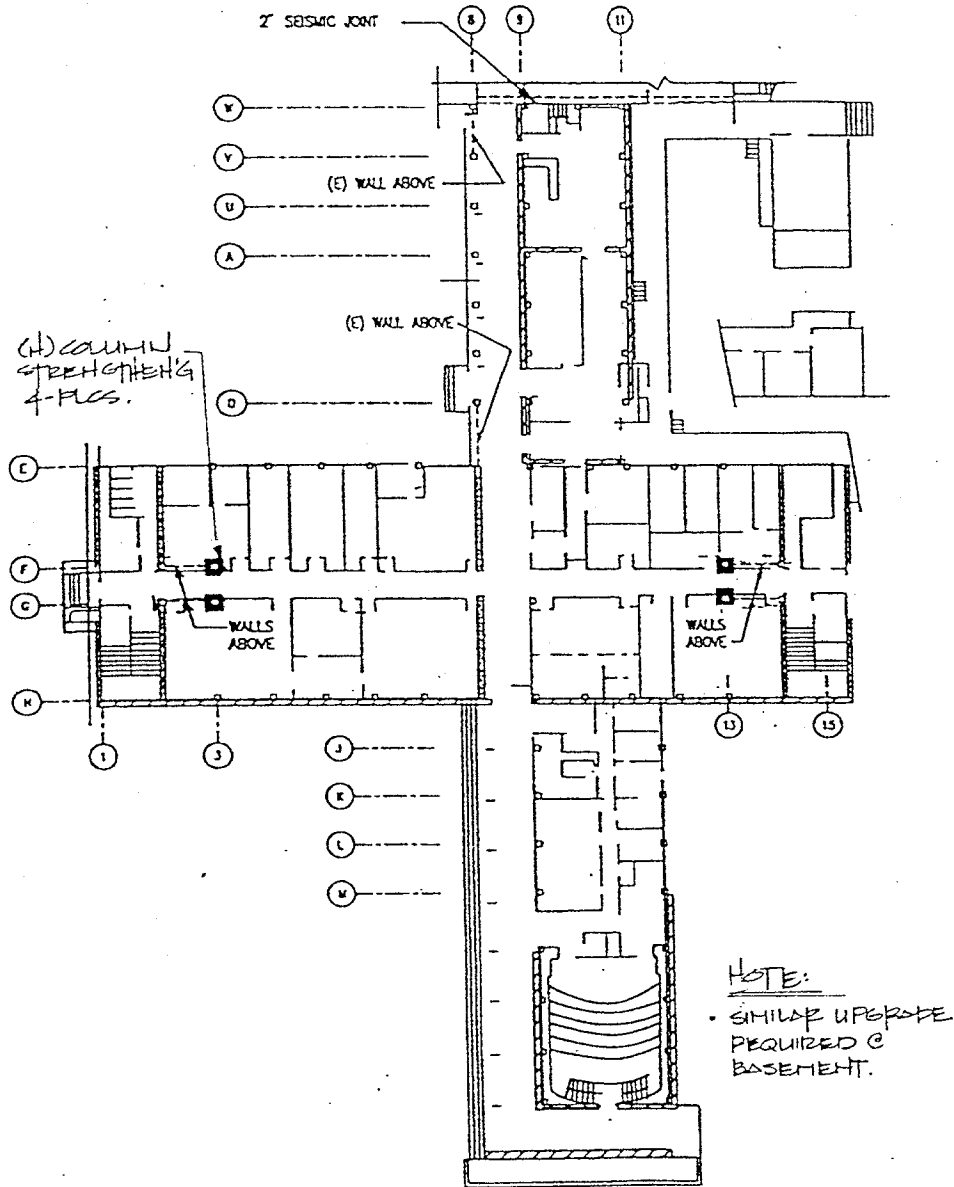 2" SEISMIC JOINT
8
9
11
W
V
(E) WALL ABOVE
U
A
(E) WALL ABOVE
(H) COLUMN
STRENGTHEN'G
4-PLCS.
D
E
F
G
WALLS
ABOVE
WALLS
ABOVE
H
1
3
13
15
J
K
L
M
NOTE:
• SIMILAR UPGRADE
REQUIRED @
BASEMENT.